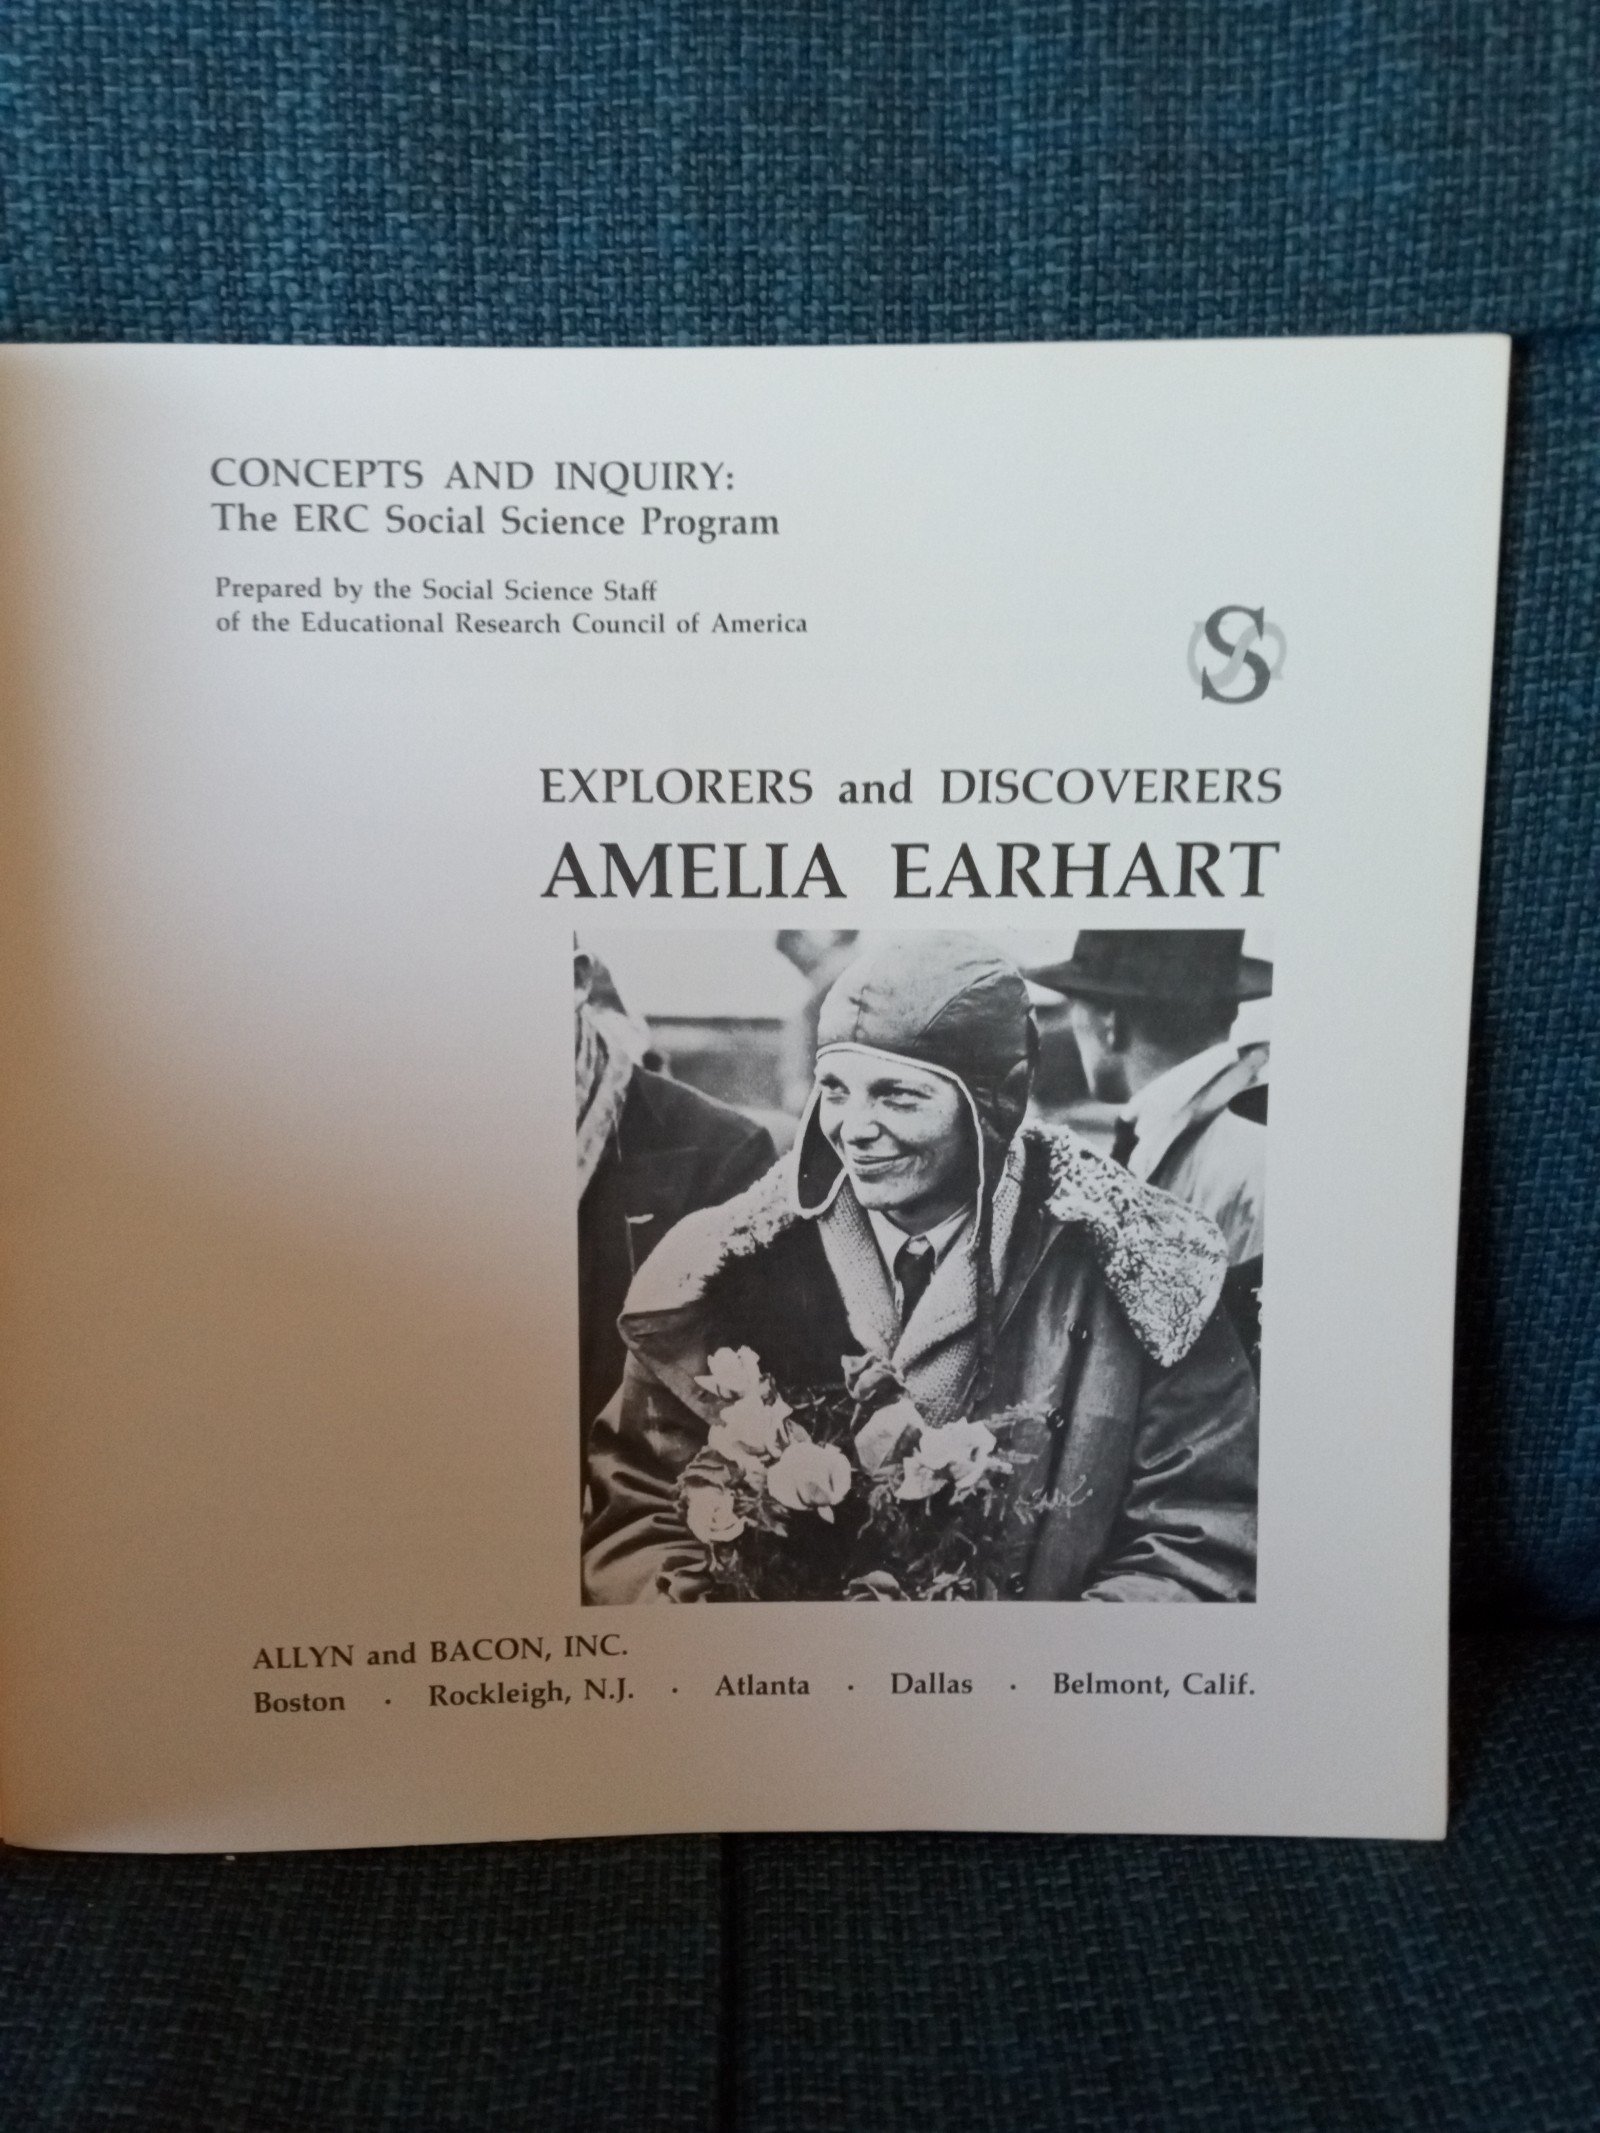 CONCEPTS AND INQUIRY:
The ERC Social Science Program
Prepared by the Social Science Staff
of the Educational Research Council of America
S
EXPLORERS and DISCOVERERS
AMELIA EARHART
ALLYN and BACON, INC.
Boston · Rockleigh, N.J. · Atlanta · Dallas · Belmont, Calif.